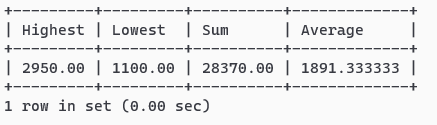 +---------+---------+----------+-------------+
| Highest | Lowest  | Sum      | Average     |
+---------+---------+----------+-------------+
| 2950.00 | 1100.00 | 28370.00 | 1891.333333 |
+---------+---------+----------+-------------+
1 row in set (0.00 sec)